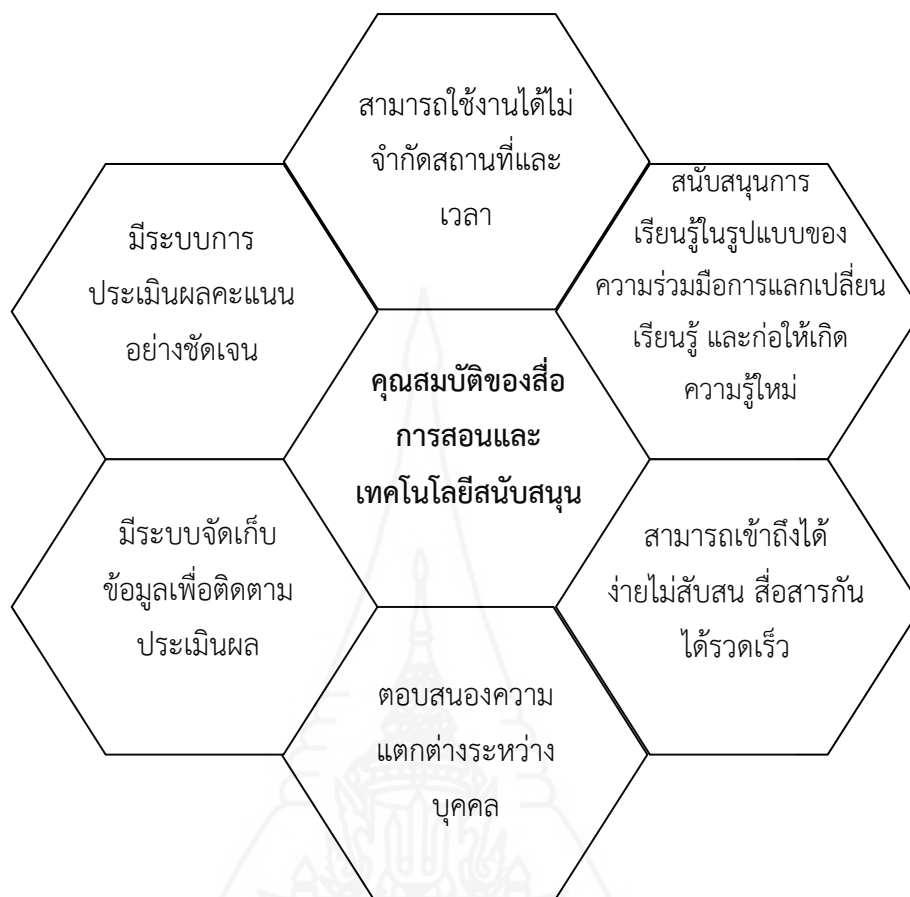 สามารถใช้งานได้ไม่
จำกัดสถานที่และ
เวลา
สนับสนุนการ
เรียนรู้ในรูปแบบของ
ความร่วมมือการแลกเปลี่ยน
เรียนรู้ และก่อให้เกิด
ความรู้ใหม่
มีระบบการ
ประเมินผลคะแนน
อย่างชัดเจน
คุณสมบัติของสื่อ
การสอนและ
เทคโนโลยีสนับสนุน
มีระบบจัดเก็บ
ข้อมูลเพื่อติดตาม
ประเมินผล
สามารถเข้าถึงได้
ง่ายไม่สับสน สื่อสารกัน
ได้รวดเร็ว
ตอบสนองความ
แตกต่างระหว่าง
บุคคล